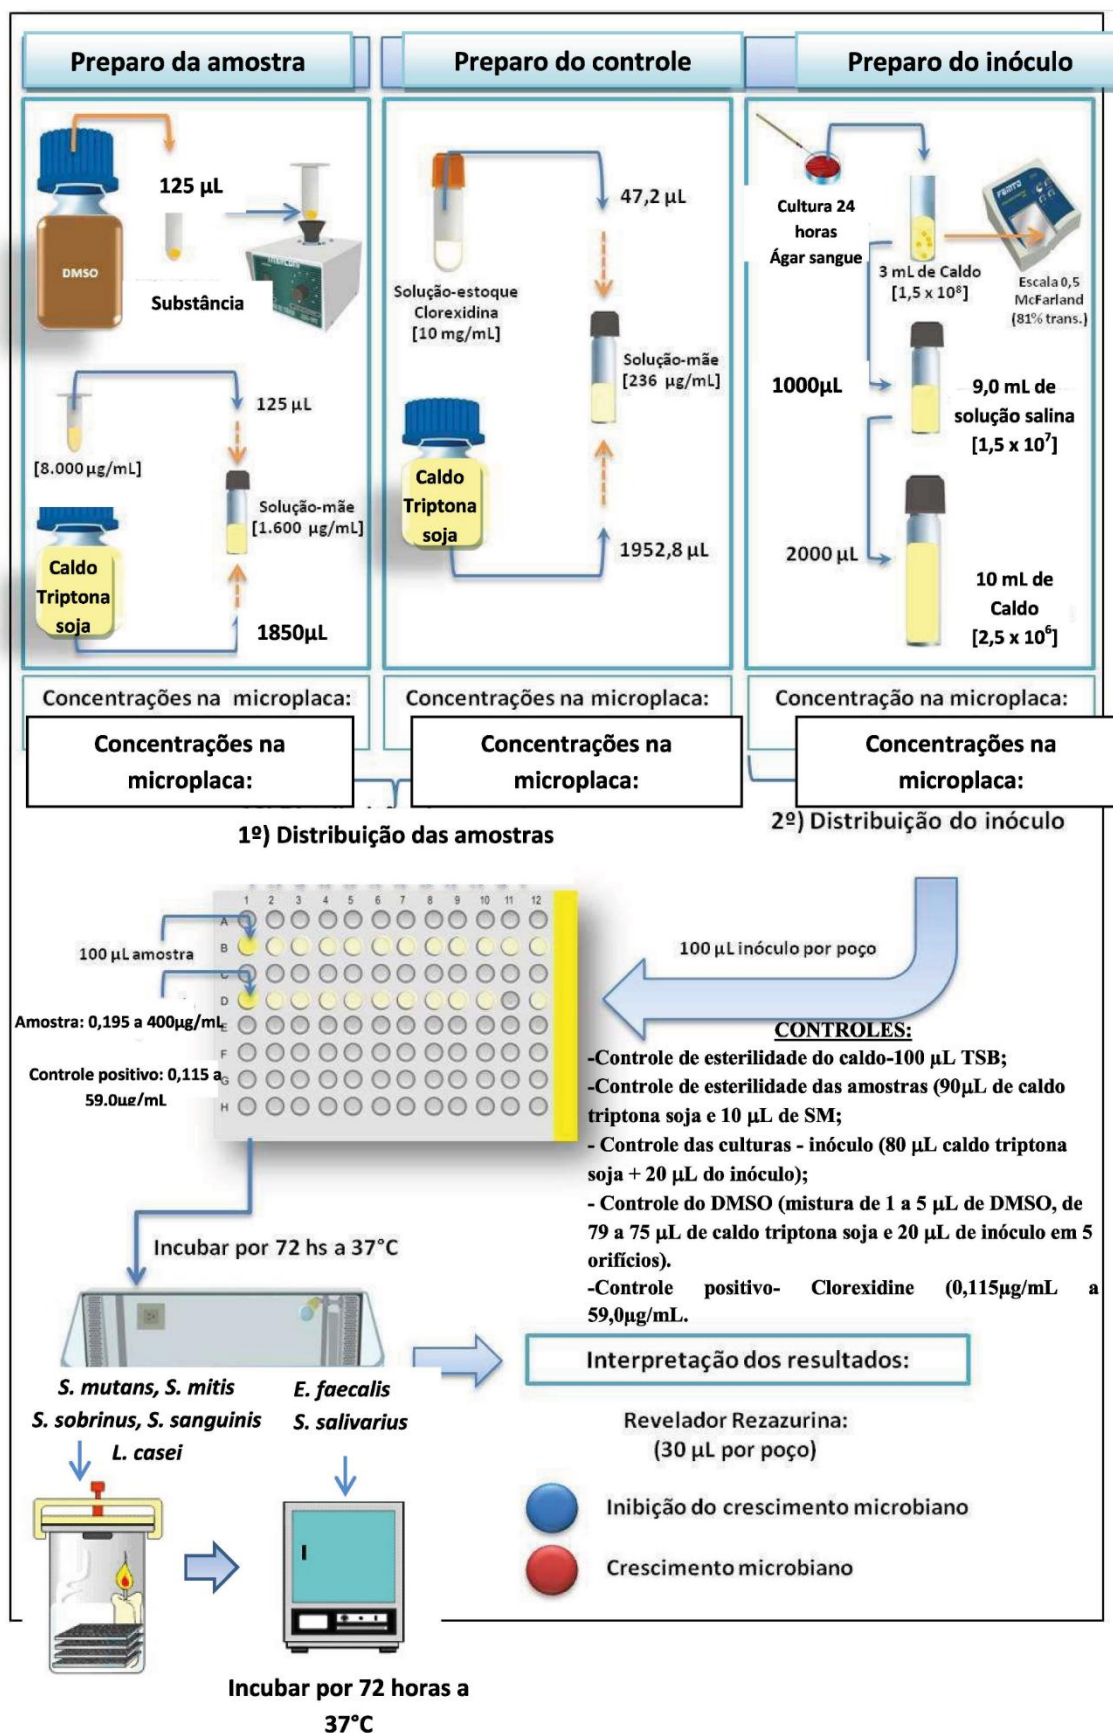 Preparo da amostra
Preparo do controle
Preparo do inóculo
125 µL
DMSO
Substância
125 µL
[8.000 µg/mL]
Solução-mãe
[1.600 µg/mL]
Caldo
Triptona
soja
1850µL
47,2 µL
Solução-estoque
Clorexidina
[10 mg/mL]
Solução-mãe
[236 µg/mL]
Caldo
Triptona
soja
1952,8 µL
Cultura 24
horas
Ágar sangue
FEMTO
3 mL de Caldo
[1,5 x 10⁸]
Escala 0,5
McFarland
(81% trans.)
1000µL
9,0 mL de
solução salina
[1,5 x 10⁷]
2000 µL
10 mL de
Caldo
[2,5 x 10⁶]
Concentrações na microplaca:
Concentrações na microplaca:
Concentração na microplaca:
Concentrações na
microplaca:
Concentrações na
microplaca:
Concentrações na
microplaca:
1º) Distribuição das amostras
2º) Distribuição do inóculo
1 2 3 4 5 6 7 8 9 10 11 12
A
B
C
D
E
F
G
H
100 µL amostra
Amostra: 0,195 a 400µg/mL
Controle positivo: 0,115 a
59.0µg/mL
100 µL inóculo por poço
CONTROLES:
-Controle de esterilidade do caldo-100 µL TSB;
-Controle de esterilidade das amostras (90µL de caldo
triptona soja e 10 µL de SM;
- Controle das culturas - inóculo (80 µL caldo triptona
soja + 20 µL do inóculo);
- Controle do DMSO (mistura de 1 a 5 µL de DMSO, de
79 a 75 µL de caldo triptona soja e 20 µL de inóculo em 5
orifícios).
-Controle positivo- Clorexidine (0,115µg/mL a
59,0µg/mL.
Incubar por 72 hs a 37°C
Interpretação dos resultados:
S. mutans, S. mitis
S. sobrinus, S. sanguinis
L. casei
E. faecalis
S. salivarius
Revelador Rezazurina:
(30 µL por poço)
Inibição do crescimento microbiano
Crescimento microbiano
Incubar por 72 horas a
37°C